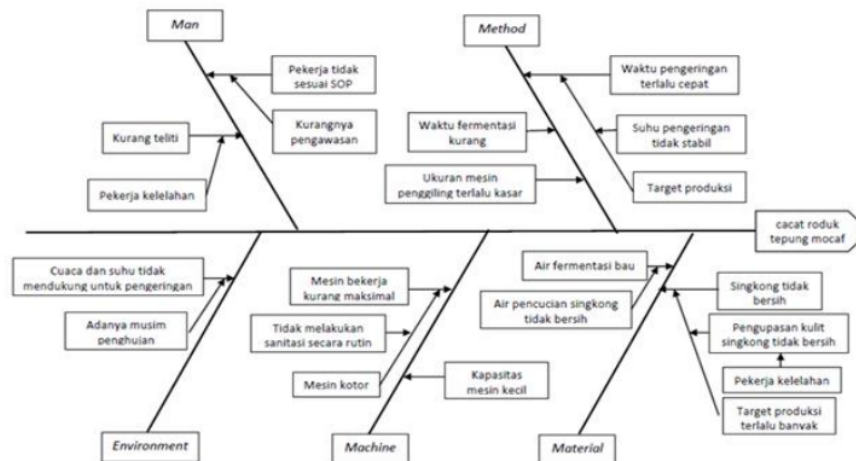 Man
Method
Pekerja tidak
sesuai SOP
Kurangnya
pengawasan
Kurang teliti
Pekerja kelelahan
Waktu pengeringan
terlalu cepat
Waktu fermentasi
kurang
Suhu pengeringan
tidak stabil
Ukuran mesin
penggiling terlalu kasar
Target produksi
cacat roduk
tepung mocaf
Cuaca dan suhu tidak
mendukung untuk pengeringan
Adanya musim
penghujan
Mesin bekerja
kurang maksimal
Tidak melakukan
sanitasi secara rutin
Mesin kotor
Kapasitas
mesin kecil
Air fermentasi bau
Air pencucian singkong
tidak bersih
Singkong tidak
bersih
Pengupasan kulit
singkong tidak bersih
Pekerja kelelahan
Target produksi
terlalu banyak
Environment
Machine
Material